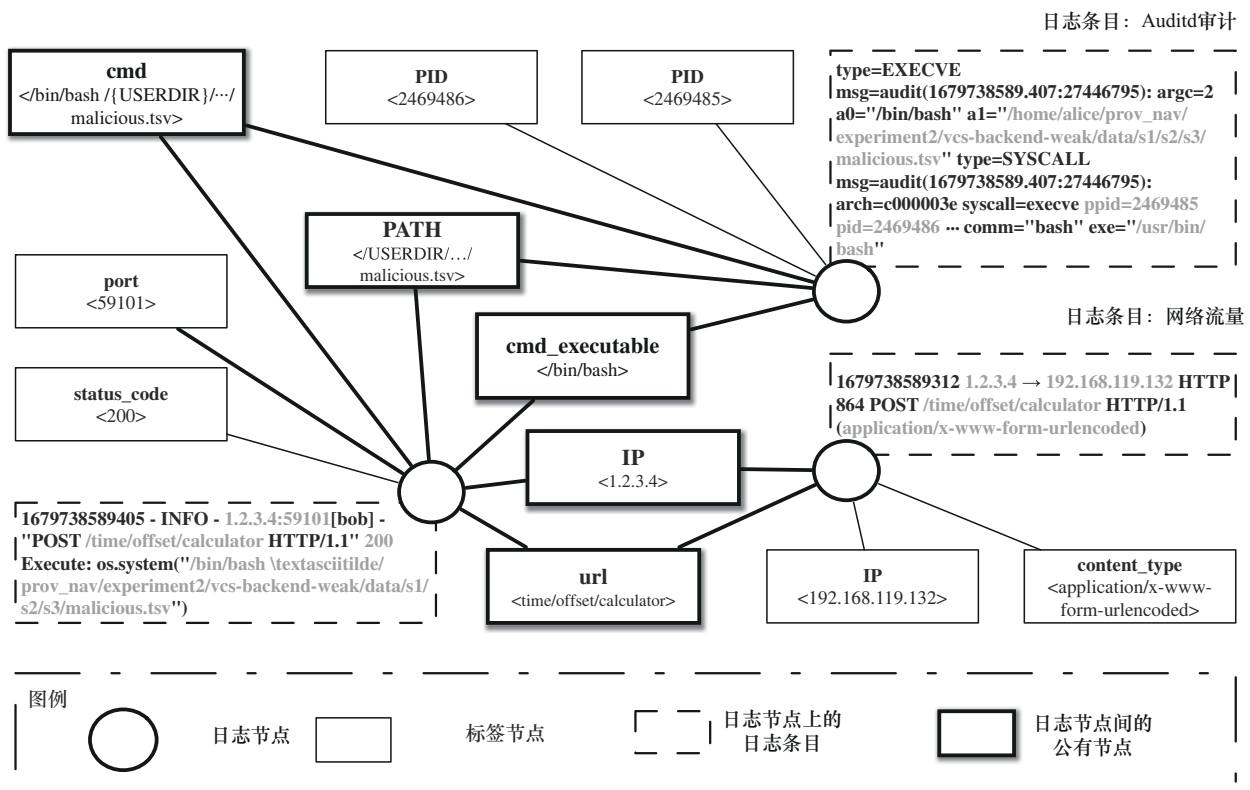 日志条目：Auditd审计
cmd
</bin/bash /{USERDIR}/···/
malicious.tsv>
PID
<2469486>
PID
<2469485>
type=EXECVE
msg=audit(1679738589.407:27446795): argc=2
a0="/bin/bash" a1="/home/alice/prov_nav/
experiment2/vcs-backend-weak/data/s1/s2/s3/
malicious.tsv" type=SYSCALL
msg=audit(1679738589.407:27446795):
arch=c000003e syscall=execve ppid=2469485
pid=2469486 ··· comm="bash" exe="/usr/bin/
bash"
PATH
</USERDIR/…/
malicious.tsv>
port
<59101>
日志条目：网络流量
cmd_executable
</bin/bash>
status_code
<200>
1679738589312 1.2.3.4 → 192.168.119.132 HTTP
864 POST /time/offset/calculator HTTP/1.1
(application/x-www-form-urlencoded)
IP
<1.2.3.4>
1679738589405 - INFO - 1.2.3.4:59101[bob] -
"POST /time/offset/calculator HTTP/1.1" 200
Execute: os.system("/bin/bash \textasciitilde/
prov_nav/experiment2/vcs-backend-weak/data/s1/
s2/s3/malicious.tsv")
url
<time/offset/calculator>
IP
<192.168.119.132>
content_type
<application/x-www-
form-urlencoded>
图例
日志节点
标签节点
日志节点上的
日志条目
日志节点间的
公有节点